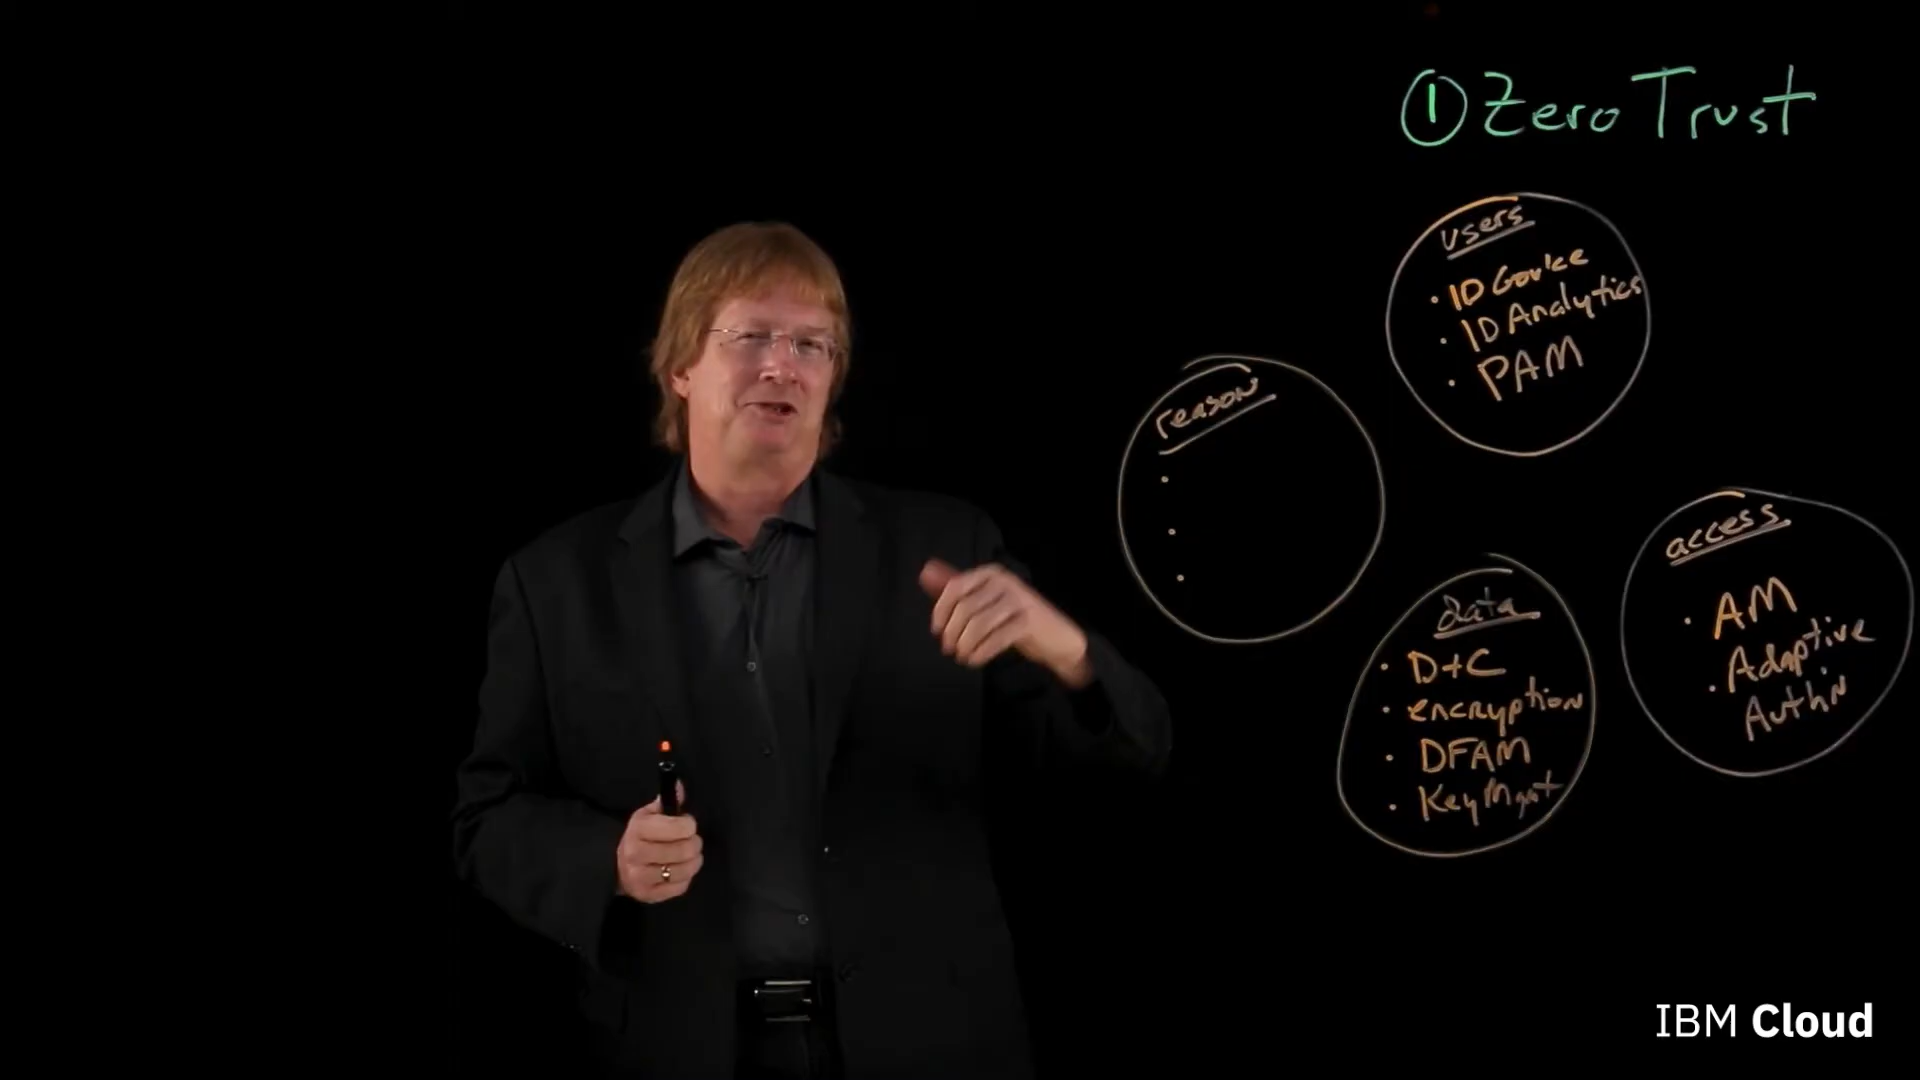 ① Zero Trust
users
· ID Gov'ce
· ID Analytics
· PAM
reason
·
·
·
access
· AM
· Adaptive
Auth'n
data
· D+C
· encryption
· DFAM
· Key Mgmt
IBM Cloud